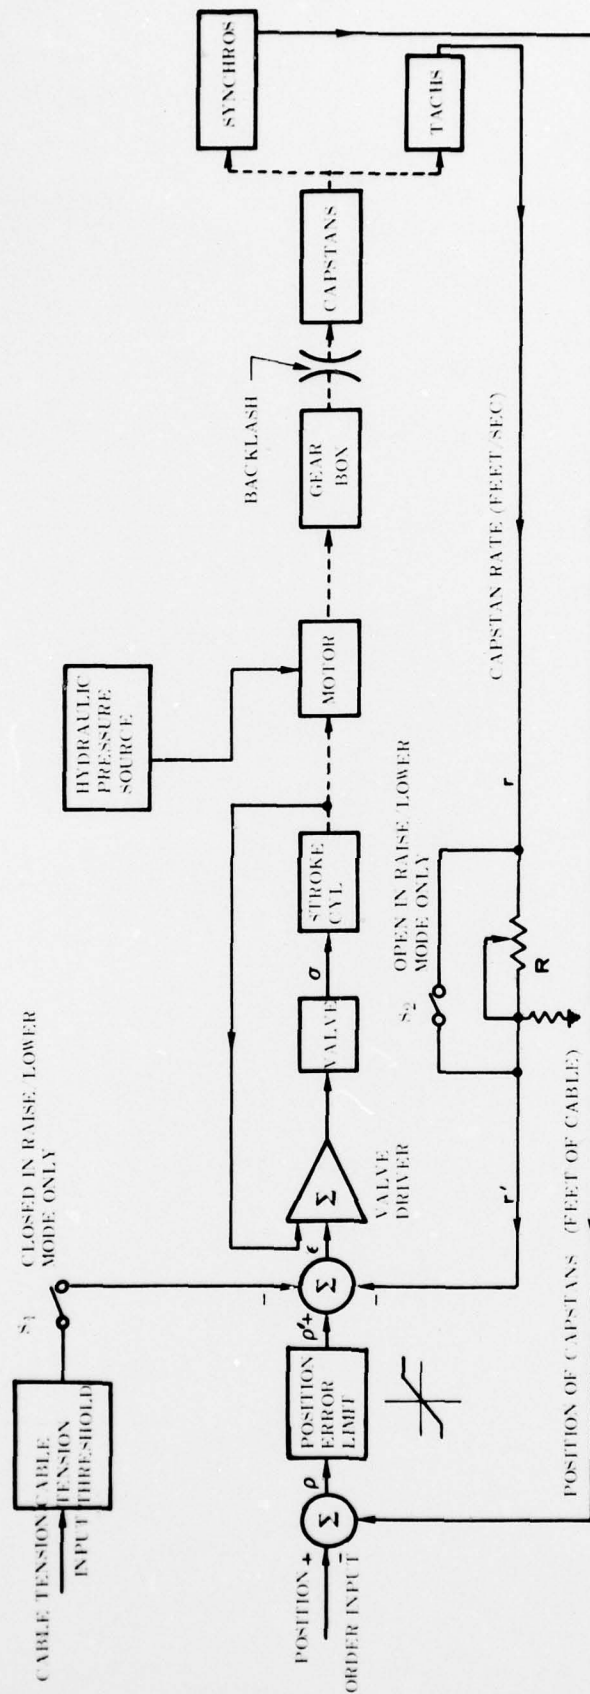 CABLE TENSION
INPUT
CABLE
TENSION
THRESHOLD
S1
CLOSED IN RAISE/LOWER
MODE ONLY
HYDRAULIC
PRESSURE
SOURCE
POSITION +
ORDER INPUT −
Σ
ρ
POSITION
ERROR
LIMIT
ρ'+
−
Σ
−
ϵ
Σ
VALVE
DRIVER
VALVE
σ
STROKE
CYL
MOTOR
GEAR
BOX
BACKLASH
CAPSTANS
SYNCHROS
TACHS
S2
OPEN IN RAISE/LOWER
MODE ONLY
r'
R
r
CAPSTAN RATE (FEET/SEC)
POSITION OF CAPSTANS (FEET OF CABLE)